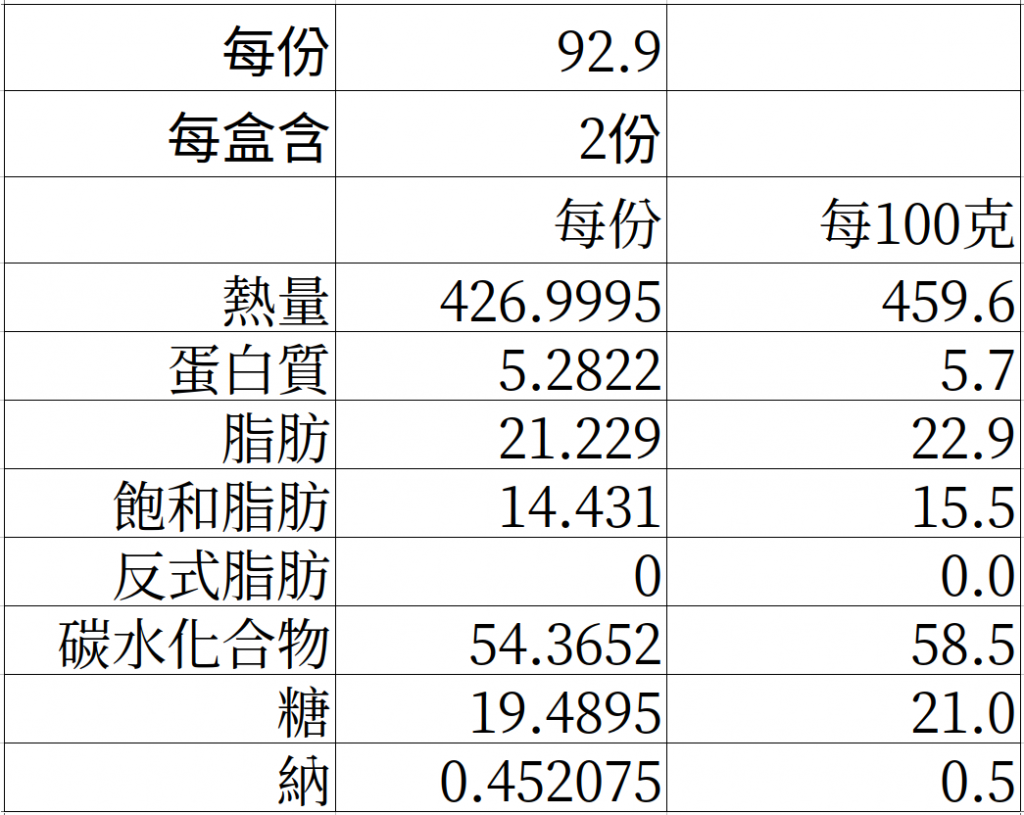 每份 92.9
每盒含 2份
每份 每100克
熱量 426.9995 459.6
蛋白質 5.2822 5.7
脂肪 21.229 22.9
飽和脂肪 14.431 15.5
反式脂肪 0 0.0
碳水化合物 54.3652 58.5
糖 19.4895 21.0
納 0.452075 0.5